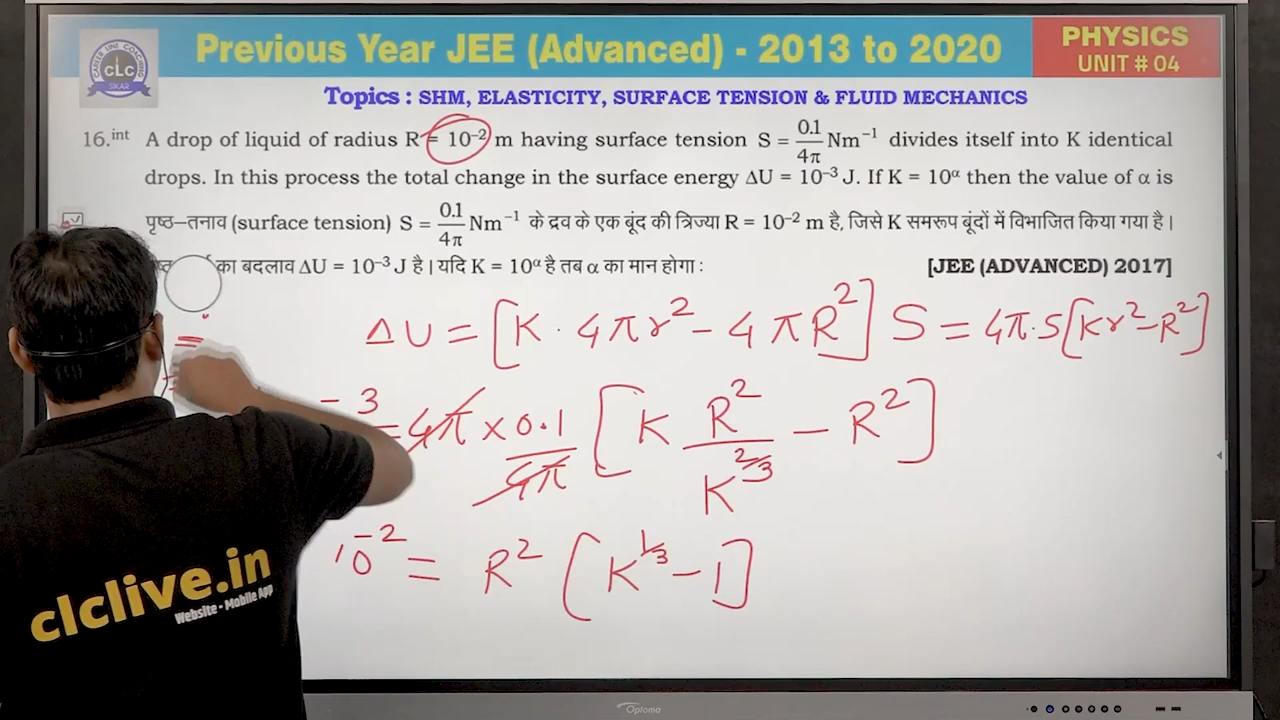 Previous Year JEE (Advanced) - 2013 to 2020
PHYSICS
UNIT # 04
CLC
SIKAR
Topics : SHM, ELASTICITY, SURFACE TENSION & FLUID MECHANICS
16.int A drop of liquid of radius R = 10⁻² m having surface tension S = 0.1/4π Nm⁻¹ divides itself into K identical
drops. In this process the total change in the surface energy ΔU = 10⁻³ J. If K = 10^α then the value of α is
पृष्ठ–तनाव (surface tension) S = 0.1/4π Nm⁻¹ के द्रव के एक बूंद की त्रिज्या R = 10⁻² m है, जिसे K समरूप बूंदों में विभाजित किया गया है।
का बदलाव ΔU = 10⁻³ J है। यदि K = 10^α है तब α का मान होगा :
[JEE (ADVANCED) 2017]
ΔU = [K · 4πr² – 4πR²] S = 4π·S[Kr²–R²]
–3 = 4π × 0.1/4π [K R²/K^2/3 – R²]
10⁻² = R² [K^1/3 – 1]
clclive.in
Website - Mobile App
Optoma